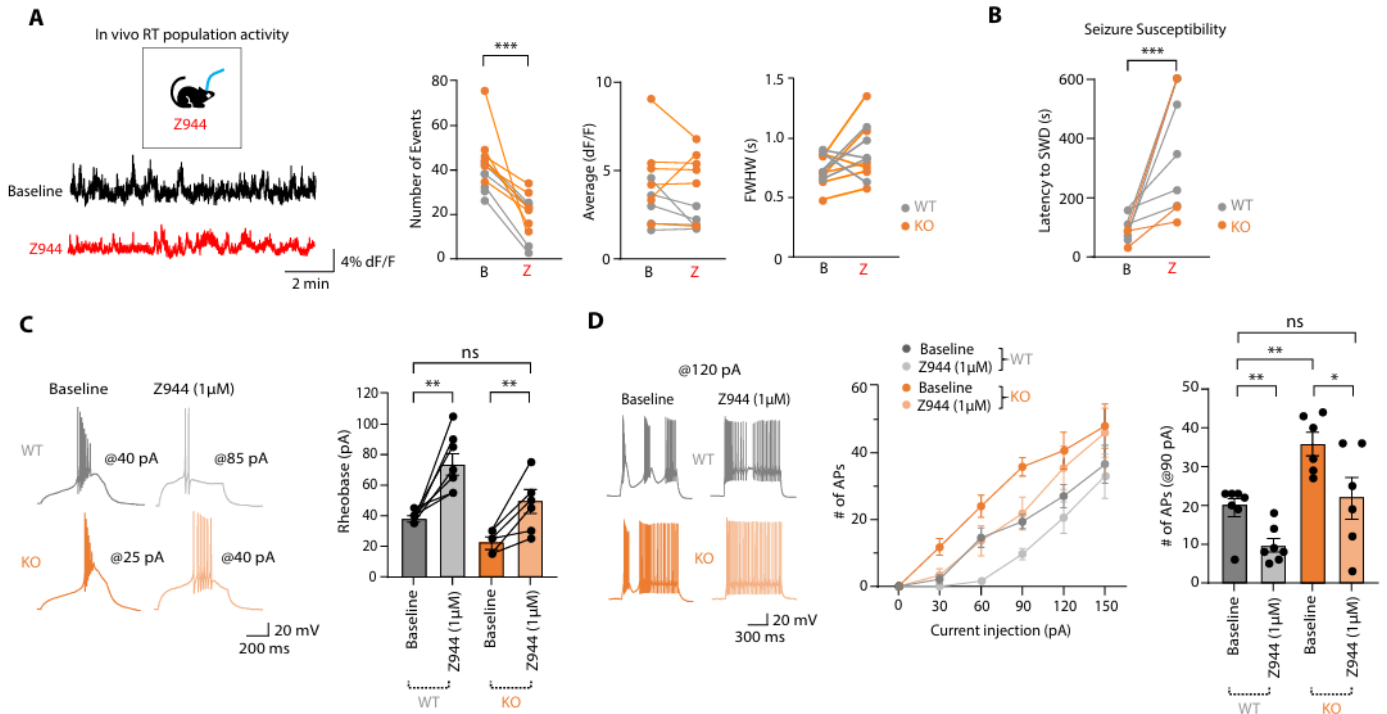 A
In vivo RT population activity
Z944
Baseline
Z944
4% dF/F
2 min
***
Number of Events
80
60
40
20
0
B
Z
Average (dF/F)
10
5
0
B
Z
FWHW (s)
1.5
1.0
0.5
0.0
B
Z
WT
KO
B
Seizure Susceptibility
***
Latency to SWD (s)
600
400
200
0
B
Z
WT
KO
C
Baseline
Z944 (1μM)
WT
@40 pA
@85 pA
KO
@25 pA
@40 pA
20 mV
200 ms
ns
**
**
Rheobase (pA)
120
100
80
60
40
20
0
Baseline
Z944 (1μM)
Baseline
Z944 (1μM)
WT
KO
D
@120 pA
Baseline
Z944 (1μM)
WT
KO
20 mV
300 ms
Baseline
Z944 (1μM)
WT
Baseline
Z944 (1μM)
KO
# of APs
60
40
20
0
0
30
60
90
120
150
Current injection (pA)
ns
**
**
*
# of APs (@90 pA)
50
40
30
20
10
0
Baseline
Z944 (1μM)
Baseline
Z944 (1μM)
WT
KO